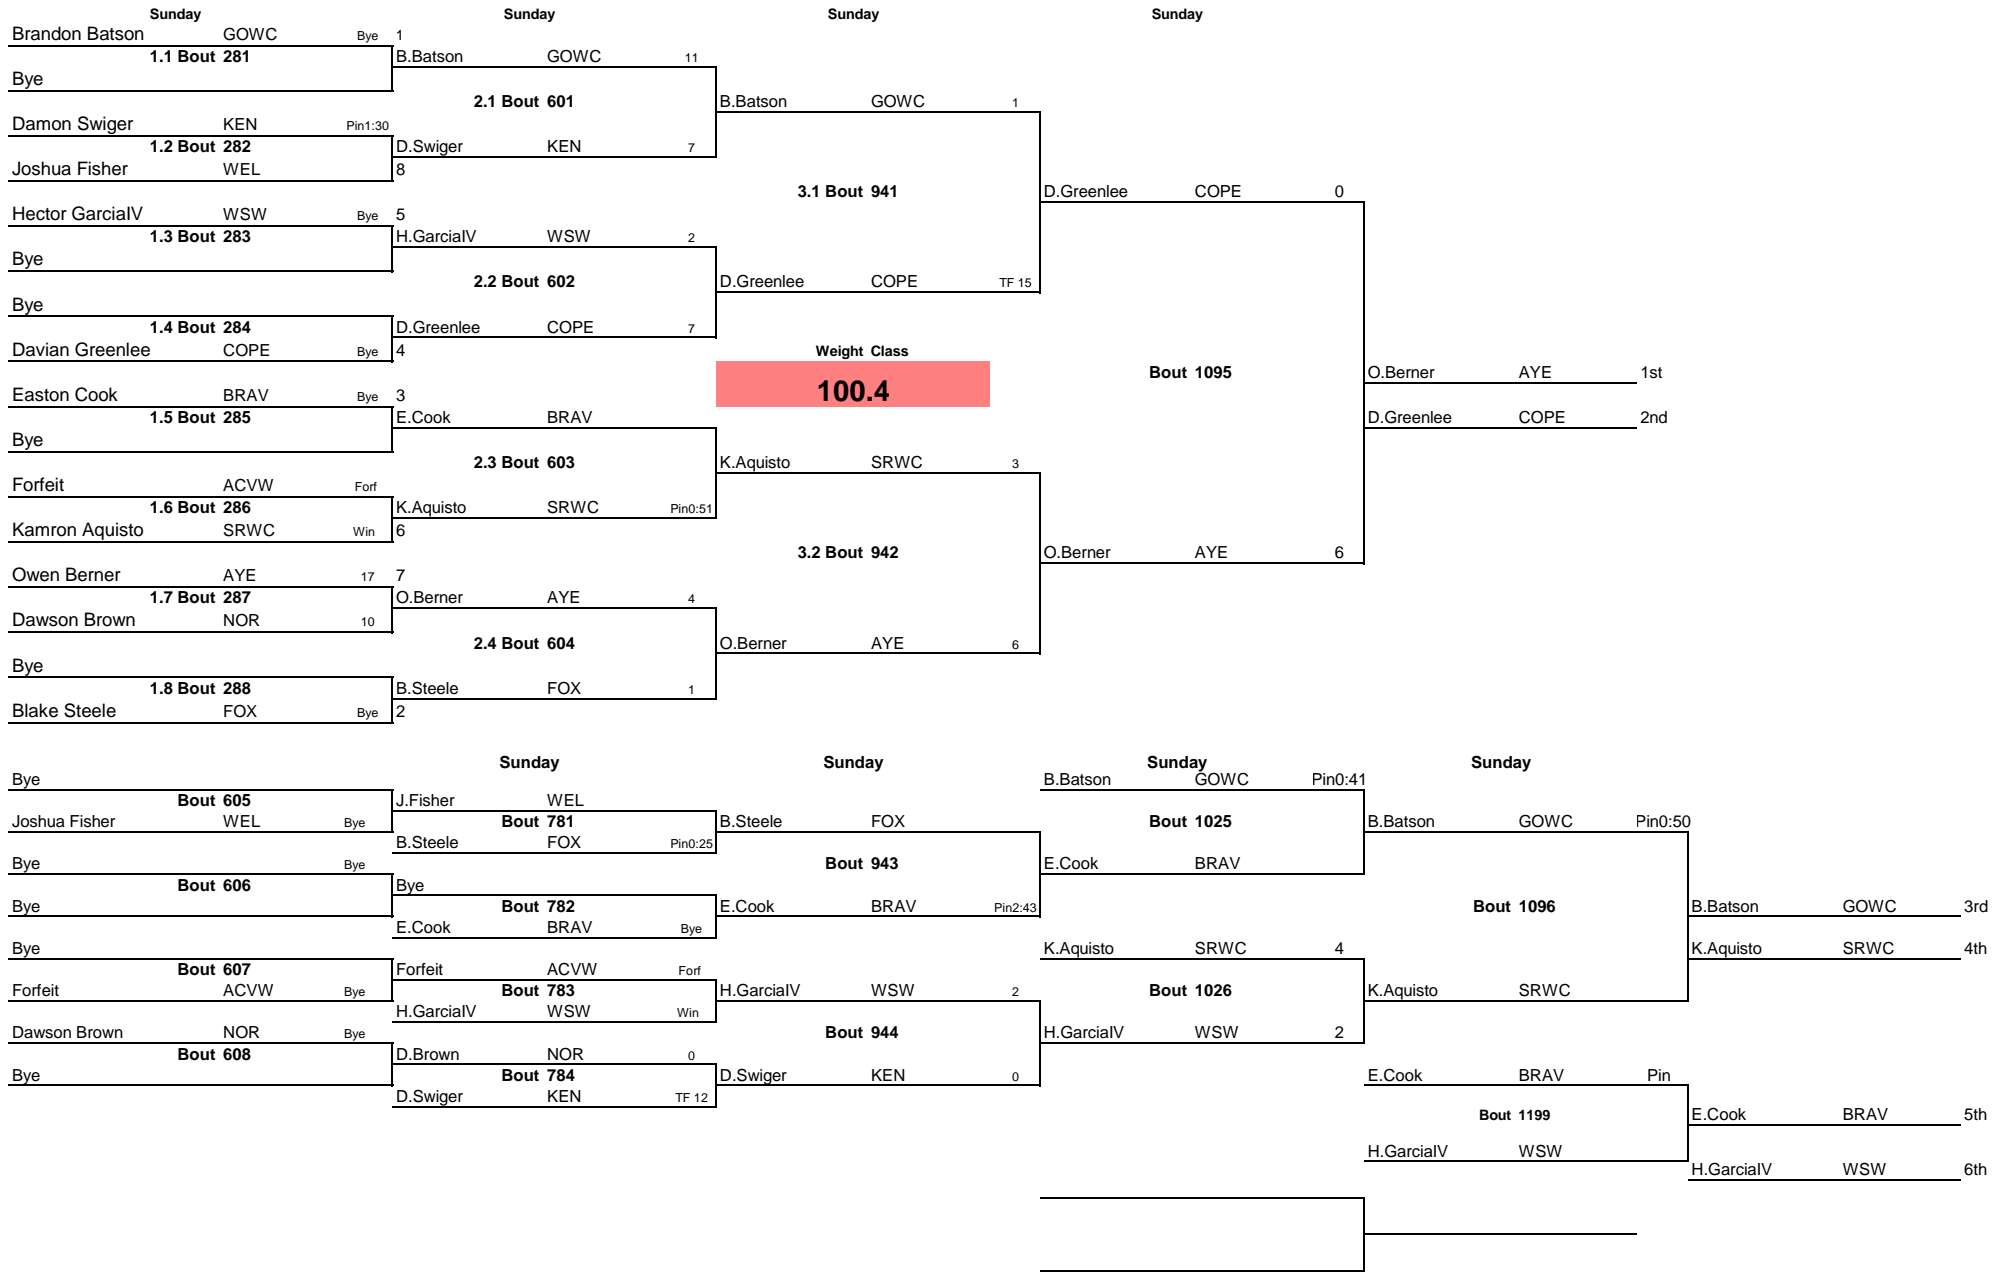 Sunday Sunday Sunday Sunday
Brandon Batson GOWC Bye 1
1.1 Bout 281 B.Batson GOWC 11
Bye
2.1 Bout 601 B.Batson GOWC 1
Damon Swiger KEN Pin1:30
1.2 Bout 282 D.Swiger KEN 7
Joshua Fisher WEL 8
3.1 Bout 941 D.Greenlee COPE 0
Hector GarciaIV WSW Bye 5
1.3 Bout 283 H.GarciaIV WSW 2
Bye
2.2 Bout 602 D.Greenlee COPE TF 15
Bye
1.4 Bout 284 D.Greenlee COPE 7
Davian Greenlee COPE Bye 4 Weight Class
Bout 1095 O.Berner AYE 1st
Easton Cook BRAV Bye 3 100.4
1.5 Bout 285 E.Cook BRAV D.Greenlee COPE 2nd
Bye
2.3 Bout 603 K.Aquisto SRWC 3
Forfeit ACVW Forf
1.6 Bout 286 K.Aquisto SRWC Pin0:51
Kamron Aquisto SRWC Win 6
3.2 Bout 942 O.Berner AYE 6
Owen Berner AYE 17 7
1.7 Bout 287 O.Berner AYE 4
Dawson Brown NOR 10
2.4 Bout 604 O.Berner AYE 6
Bye
1.8 Bout 288 B.Steele FOX 1
Blake Steele FOX Bye 2
Sunday Sunday Sunday Sunday
Bye B.Batson GOWC Pin0:41
Bout 605 J.Fisher WEL
Joshua Fisher WEL Bye Bout 781 B.Steele FOX Bout 1025 B.Batson GOWC Pin0:50
B.Steele FOX Pin0:25
Bye Bye Bout 943 E.Cook BRAV
Bout 606 Bye
Bye Bout 782 E.Cook BRAV Pin2:43 Bout 1096 B.Batson GOWC 3rd
E.Cook BRAV Bye
Bye K.Aquisto SRWC 4 K.Aquisto SRWC 4th
Bout 607 Forfeit ACVW Forf
Forfeit ACVW Bye Bout 783 H.GarciaIV WSW 2 Bout 1026 K.Aquisto SRWC
H.GarciaIV WSW Win
Dawson Brown NOR Bye Bout 944 H.GarciaIV WSW 2
Bout 608 D.Brown NOR 0
Bye Bout 784 D.Swiger KEN 0 E.Cook BRAV Pin
D.Swiger KEN TF 12
Bout 1199 E.Cook BRAV 5th
H.GarciaIV WSW
H.GarciaIV WSW 6th